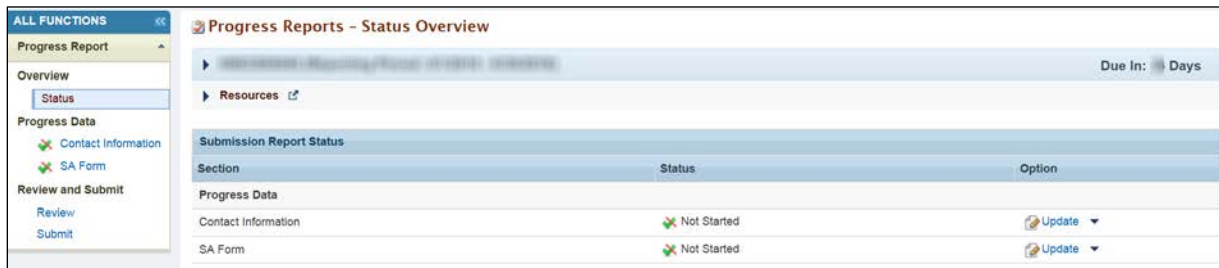 ALL FUNCTIONS
Progress Report
Overview
Status
Progress Data
Contact Information
SA Form
Review and Submit
Review
Submit
Progress Reports - Status Overview
Due In: Days
Resources
Submission Report Status
Section Status Option
Progress Data
Contact Information Not Started Update
SA Form Not Started Update